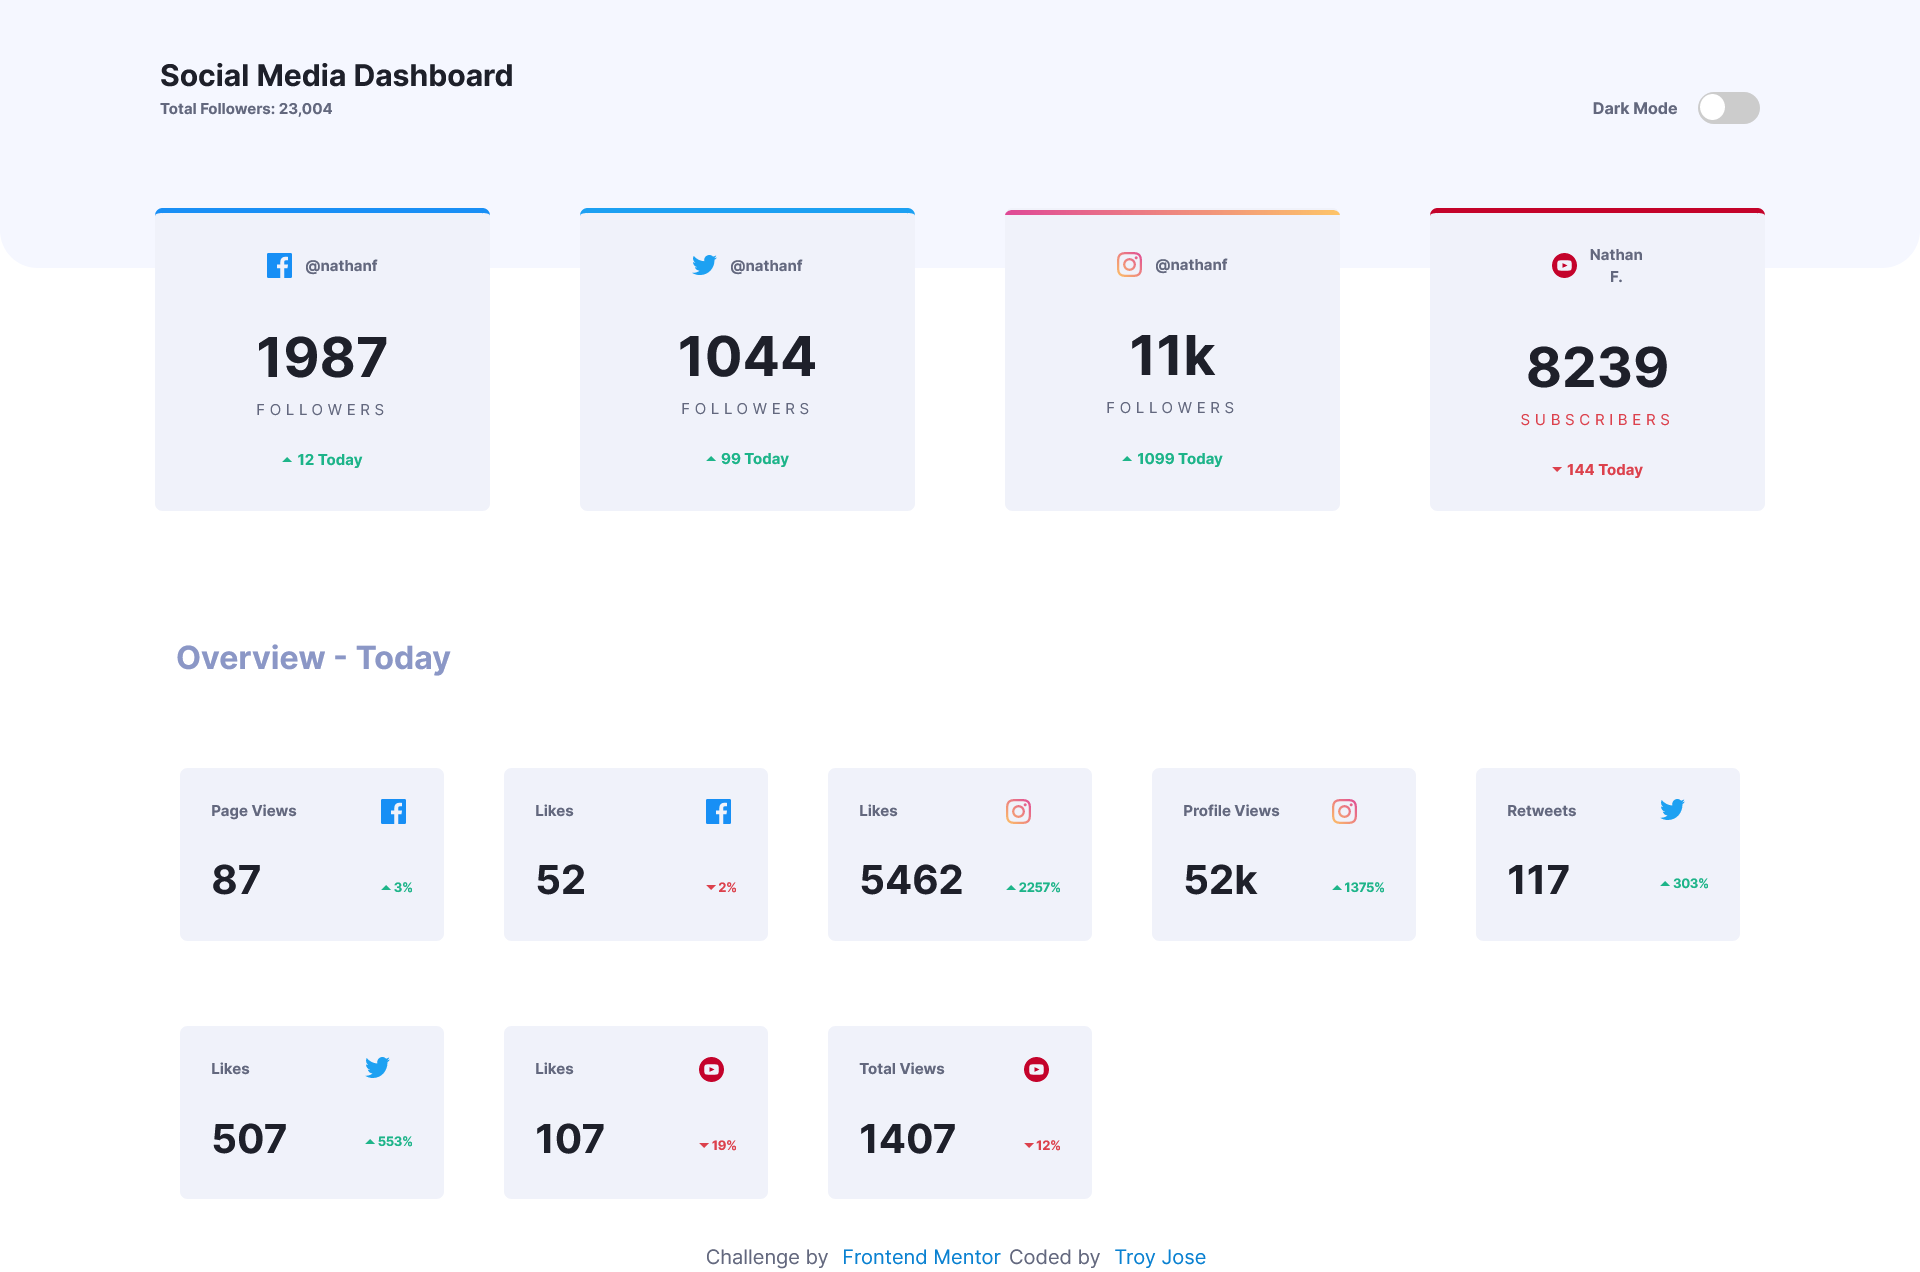 Social Media Dashboard
Total Followers: 23,004
Dark Mode
@nathanf
1987
FOLLOWERS
12 Today
@nathanf
1044
FOLLOWERS
99 Today
@nathanf
11k
FOLLOWERS
1099 Today
Nathan
F.
8239
SUBSCRIBERS
144 Today
Overview - Today
Page Views
87
3%
Likes
52
2%
Likes
5462
2257%
Profile Views
52k
1375%
Retweets
117
303%
Likes
507
553%
Likes
107
19%
Total Views
1407
12%
Challenge by Frontend Mentor Coded by Troy Jose